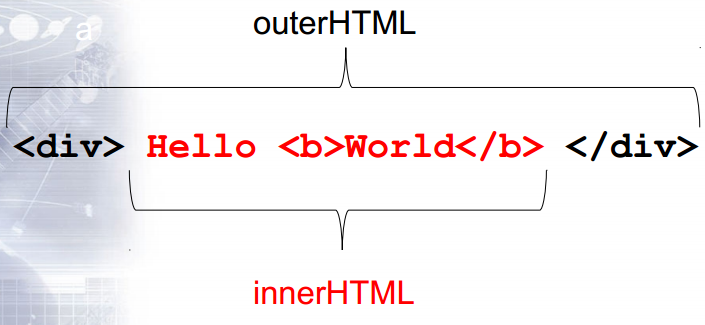 a
outerHTML
<div> Hello <b>World</b> </div>
innerHTML